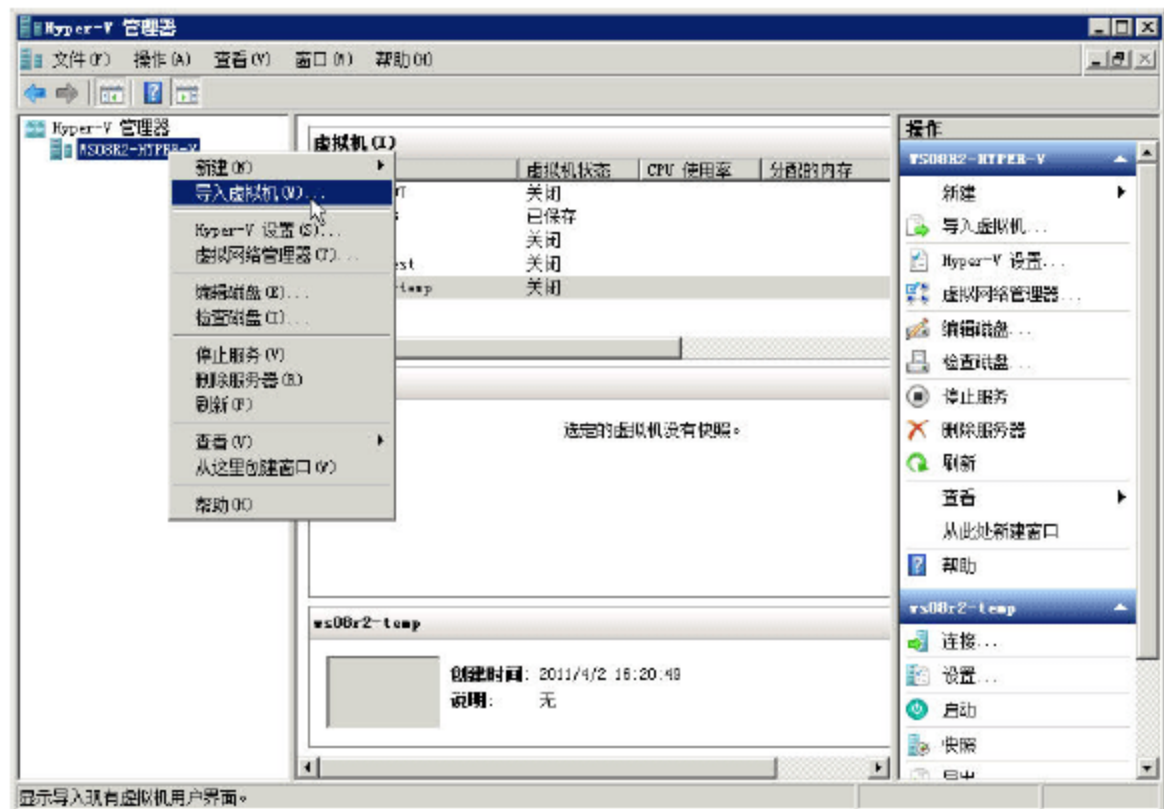 Hyper-V 管理器
文件(F) 操作(A) 查看(V) 窗口(W) 帮助(H)
Hyper-V 管理器
WS08R2-HYPER-V
新建(N)
导入虚拟机(V)...
Hyper-V 设置(S)...
虚拟网络管理器(T)...
编辑磁盘(E)...
检查磁盘(I)...
停止服务(V)
删除服务器(R)
刷新(F)
查看(V)
从这里创建窗口(W)
帮助(H)
虚拟机(I)
虚拟机状态 CPU 使用率 分配的内存
关闭
已保存
关闭
关闭
-temp 关闭
选定的虚拟机没有快照。
ws08r2-temp
创建时间: 2011/4/2 16:20:49
说明: 无
操作
WS08R2-HYPER-V
新建
导入虚拟机...
Hyper-V 设置...
虚拟网络管理器...
编辑磁盘...
检查磁盘...
停止服务
删除服务器
刷新
查看
从此处新建窗口
帮助
ws08r2-temp
连接...
设置...
启动
快照
显示导入现有虚拟机用户界面。